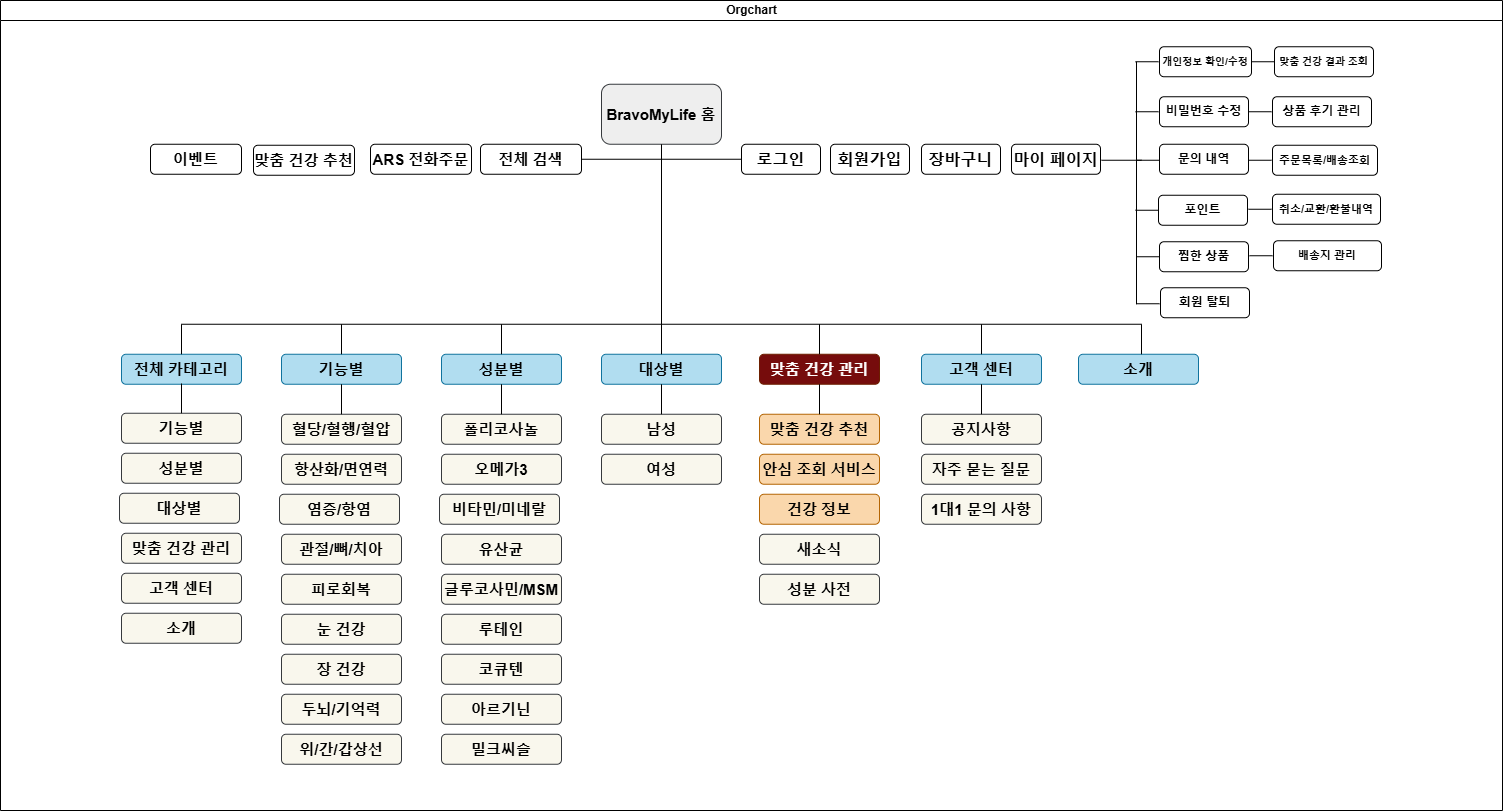 Orgchart
BravoMyLife 홈
이벤트
맞춤 건강 추천
ARS 전화주문
전체 검색
로그인
회원가입
장바구니
마이 페이지
개인정보 확인/수정
맞춤 건강 결과 조회
비밀번호 수정
상품 후기 관리
문의 내역
주문목록/배송조회
포인트
취소/교환/환불내역
찜한 상품
배송지 관리
회원 탈퇴
전체 카테고리
기능별
성분별
대상별
맞춤 건강 관리
고객 센터
소개
기능별
혈당/혈행/혈압
항산화/면연력
염증/항염
관절/뼈/치아
피로회복
눈 건강
장 건강
두뇌/기억력
위/간/갑상선
성분별
폴리코사놀
오메가3
비타민/미네랄
유산균
글루코사민/MSM
루테인
코큐텐
아르기닌
밀크씨슬
대상별
남성
여성
맞춤 건강 관리
맞춤 건강 추천
안심 조회 서비스
건강 정보
새소식
성분 사전
고객 센터
공지사항
자주 묻는 질문
1대1 문의 사항
소개